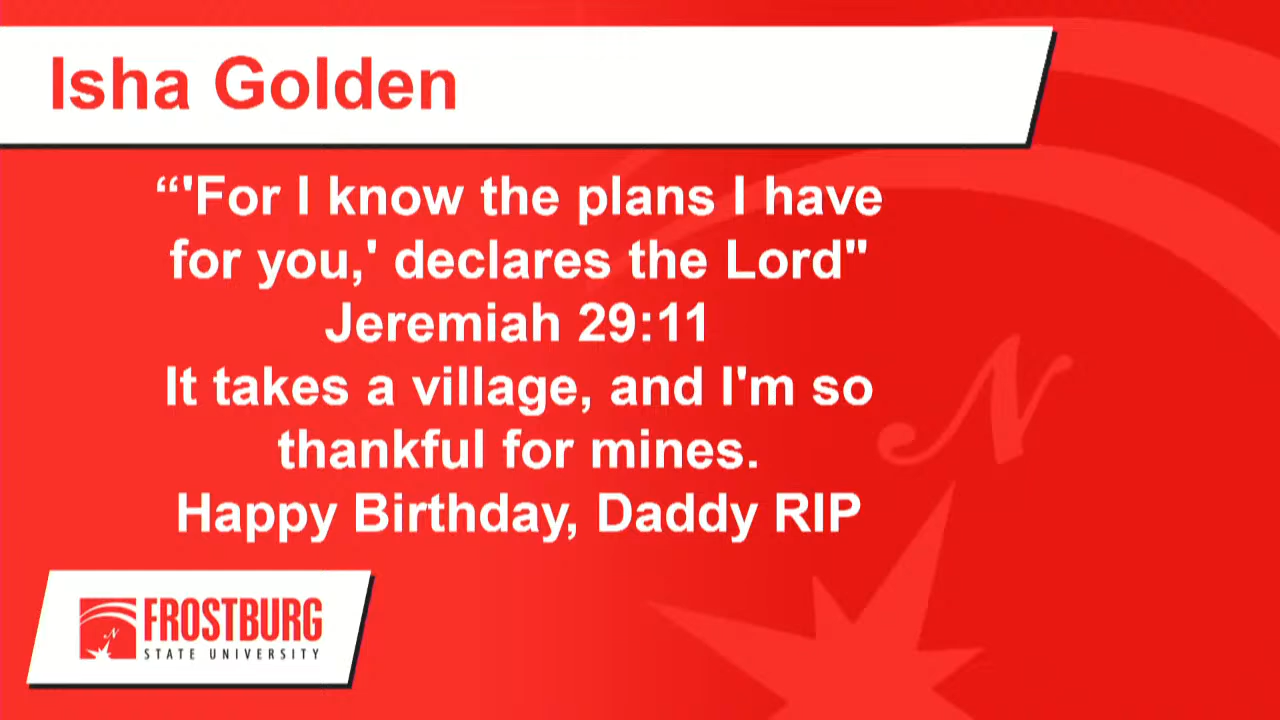 Isha Golden
“'For I know the plans I have
for you,' declares the Lord"
Jeremiah 29:11
It takes a village, and I'm so
thankful for mines.
Happy Birthday, Daddy RIP
N
N
FROSTBURG
STATE UNIVERSITY